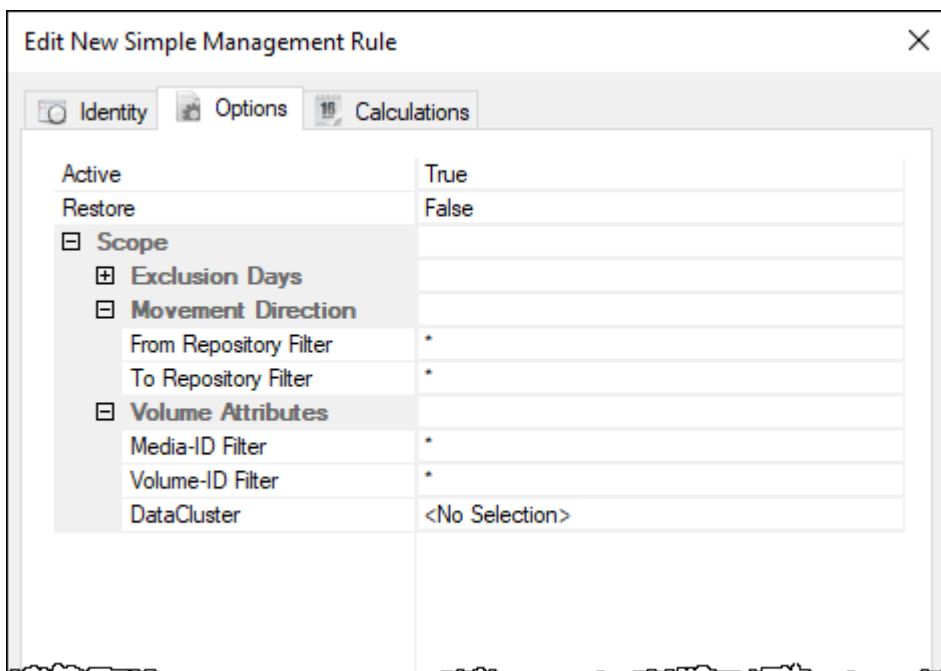 Edit New Simple Management Rule
Identity Options 16 Calculations
Active True
Restore False
Scope
Exclusion Days
Movement Direction
From Repository Filter *
To Repository Filter *
Volume Attributes
Media-ID Filter *
Volume-ID Filter *
DataCluster <No Selection>